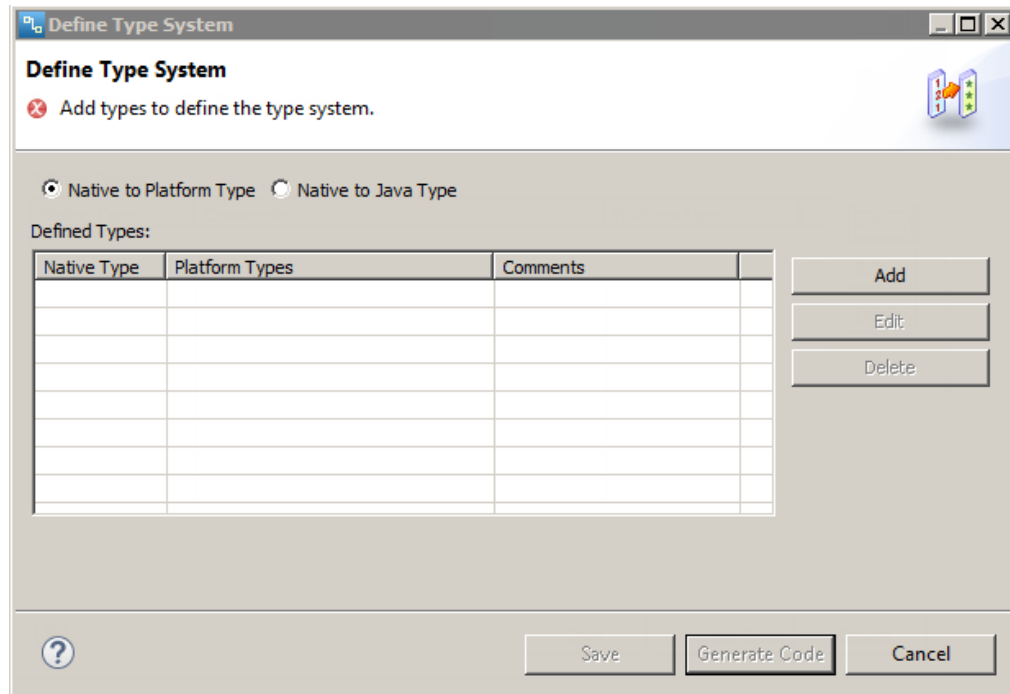 Define Type System
Define Type System
Add types to define the type system.
Native to Platform Type Native to Java Type
Defined Types:
Native Type Platform Types Comments
Add
Edit
Delete
? Save Generate Code Cancel